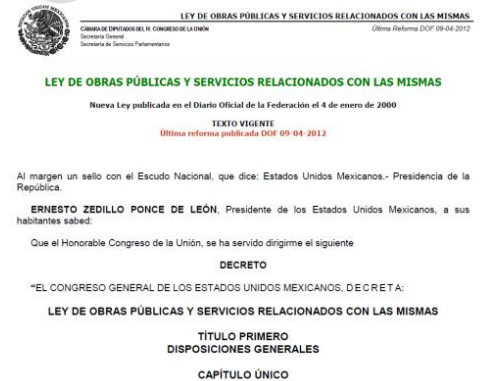 LEY DE OBRAS PÚBLICAS Y SERVICIOS RELACIONADOS CON LAS MISMAS
CÁMARA DE DIPUTADOS DEL H. CONGRESO DE LA UNIÓN
Última Reforma DOF 09-04-2012
Secretaría General
Secretaría de Servicios Parlamentarios
LEY DE OBRAS PÚBLICAS Y SERVICIOS RELACIONADOS CON LAS MISMAS
Nueva Ley publicada en el Diario Oficial de la Federación el 4 de enero de 2000
TEXTO VIGENTE
Última reforma publicada DOF 09-04-2012
Al margen un sello con el Escudo Nacional, que dice: Estados Unidos Mexicanos.- Presidencia de la
República.
ERNESTO ZEDILLO PONCE DE LEÓN, Presidente de los Estados Unidos Mexicanos, a sus
habitantes sabed:
Que el Honorable Congreso de la Unión, se ha servido dirigirme el siguiente
DECRETO
"EL CONGRESO GENERAL DE LOS ESTADOS UNIDOS MEXICANOS, D E C R E T A:
LEY DE OBRAS PÚBLICAS Y SERVICIOS RELACIONADOS CON LAS MISMAS
TÍTULO PRIMERO
DISPOSICIONES GENERALES
CAPÍTULO ÚNICO